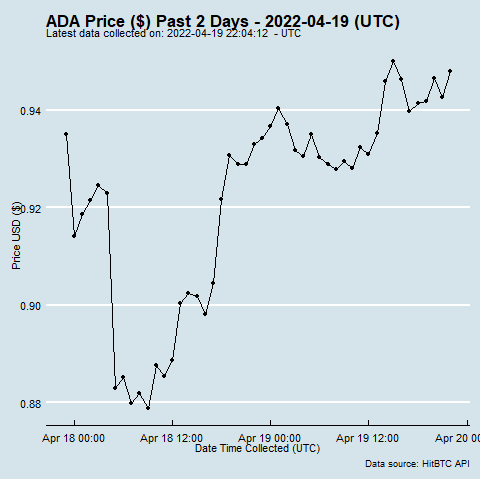 ADA Price ($) Past 2 Days - 2022-04-19 (UTC)
Latest data collected on: 2022-04-19 22:04:12 - UTC
0.94
0.92
0.90
0.88
Price USD ($)
Apr 18 00:00
Apr 18 12:00
Apr 19 00:00
Apr 19 12:00
Apr 20 00
Date Time Collected (UTC)
Data source: HitBTC API